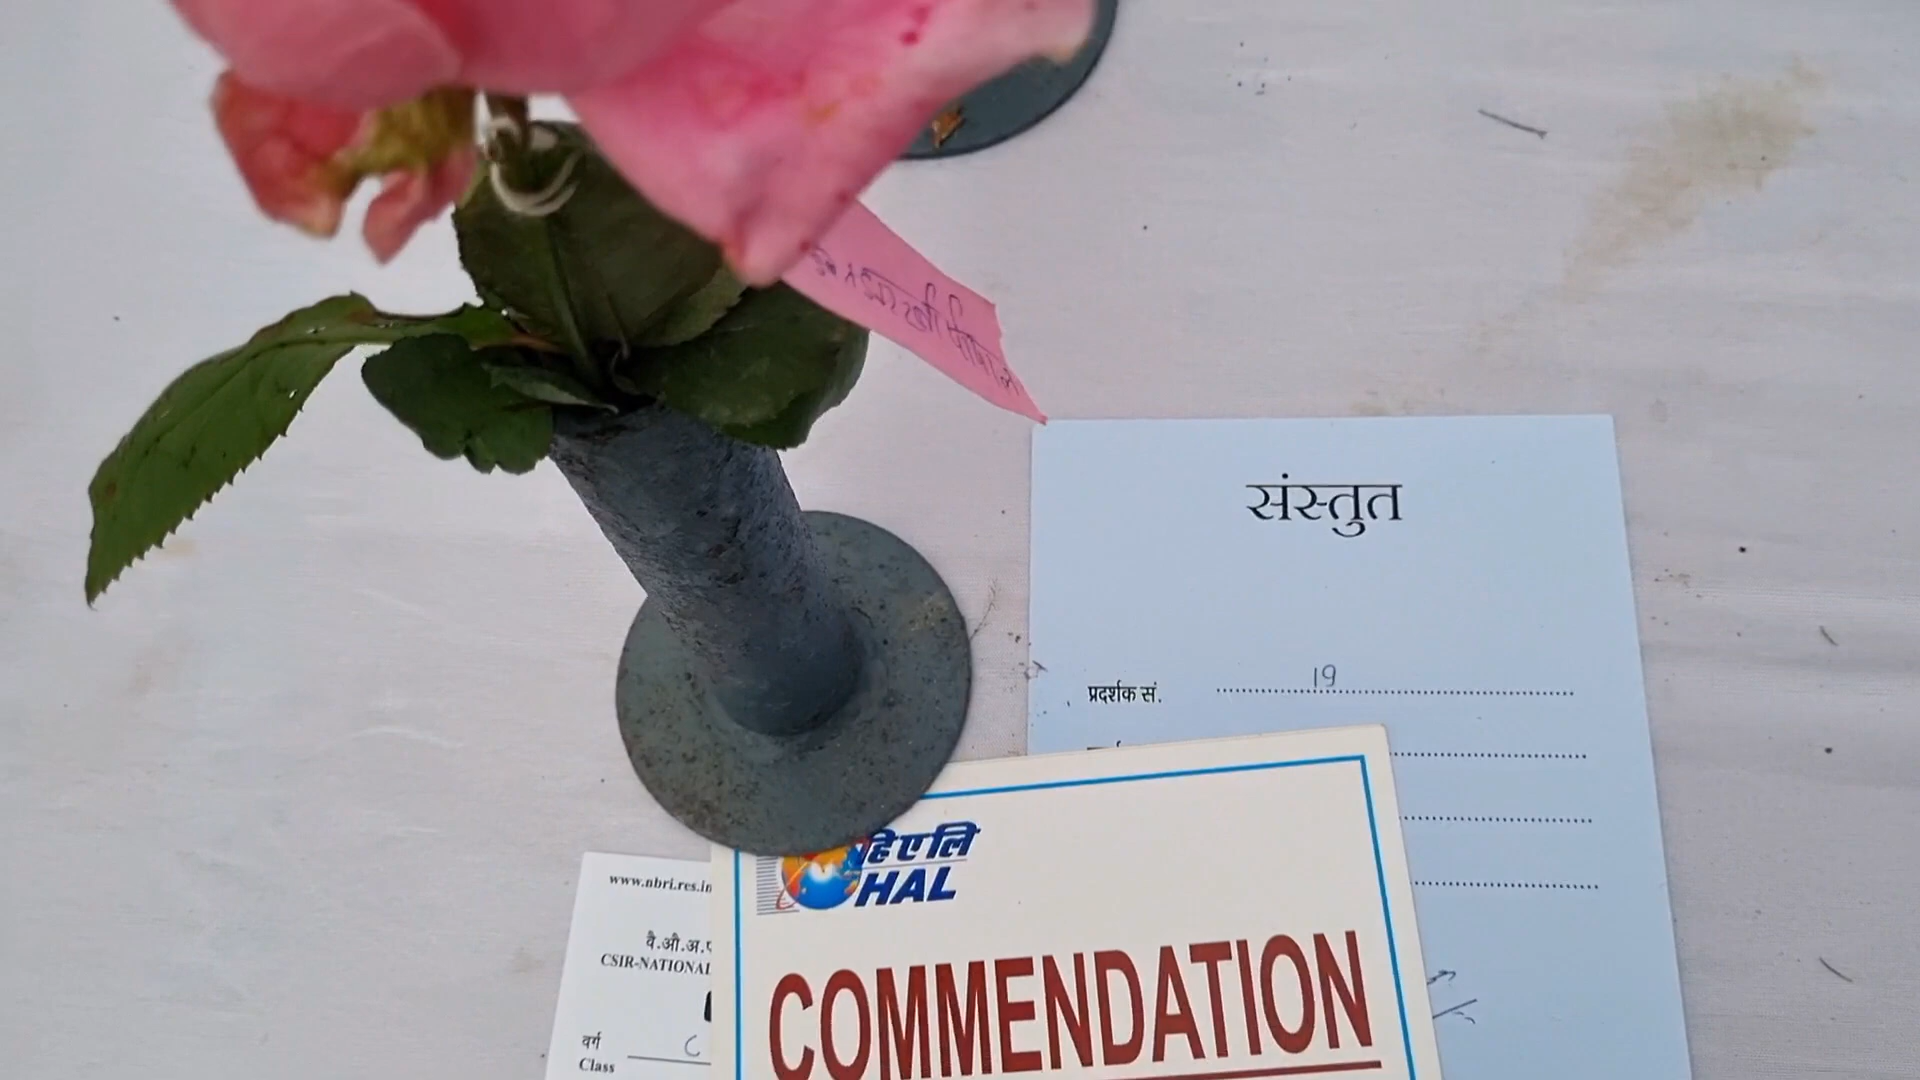 संस्तुत
प्रदर्शक सं. 19
हिएलि
HAL
COMMENDATION
www.nbri.res.in
वै.औ.अ.प
CSIR-NATIONAL
वर्ग
Class C